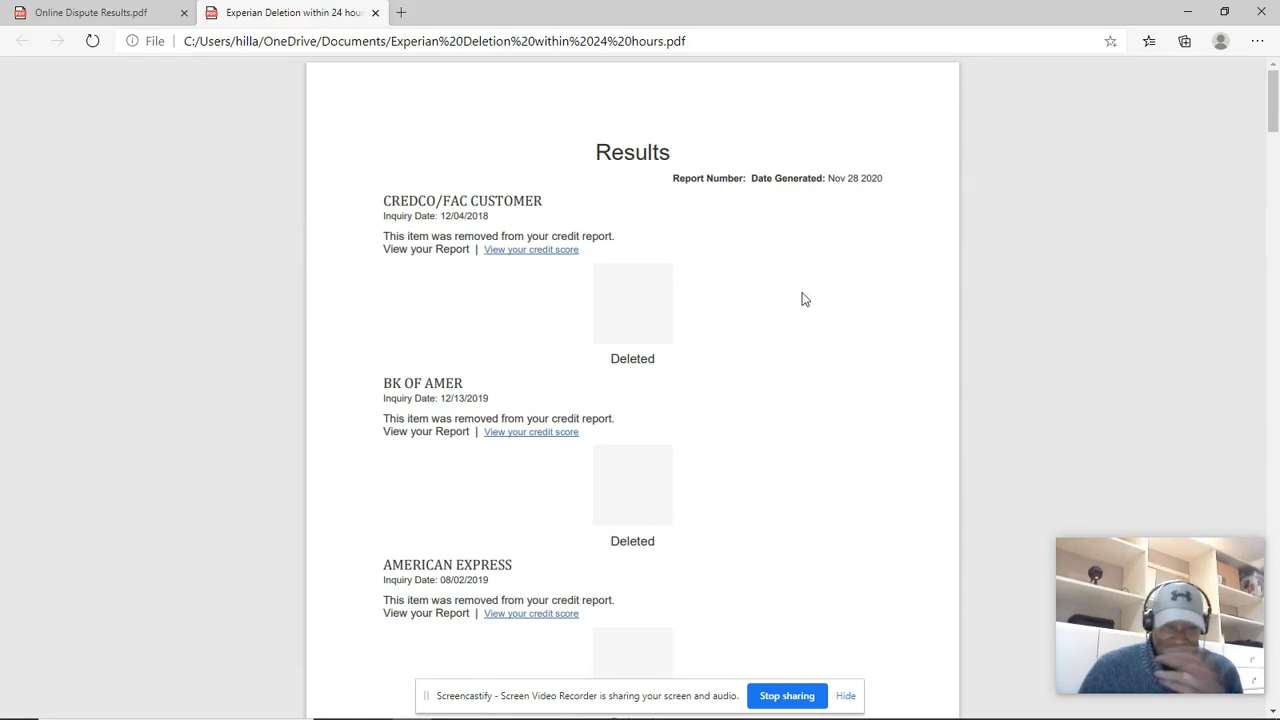 Online Dispute Results.pdf
Experian Deletion within 24 hour
File
C:/Users/hilla/OneDrive/Documents/Experian%20Deletion%20within%2024%20hours.pdf
Results
Report Number: Date Generated: Nov 28 2020
CREDCO/FAC CUSTOMER
Inquiry Date: 12/04/2018
This item was removed from your credit report.
View your Report | View your credit score
Deleted
BK OF AMER
Inquiry Date: 12/13/2019
This item was removed from your credit report.
View your Report | View your credit score
Deleted
AMERICAN EXPRESS
Inquiry Date: 08/02/2019
This item was removed from your credit report.
View your Report | View your credit score
Screencastify - Screen Video Recorder is sharing your screen and audio.
Stop sharing
Hide